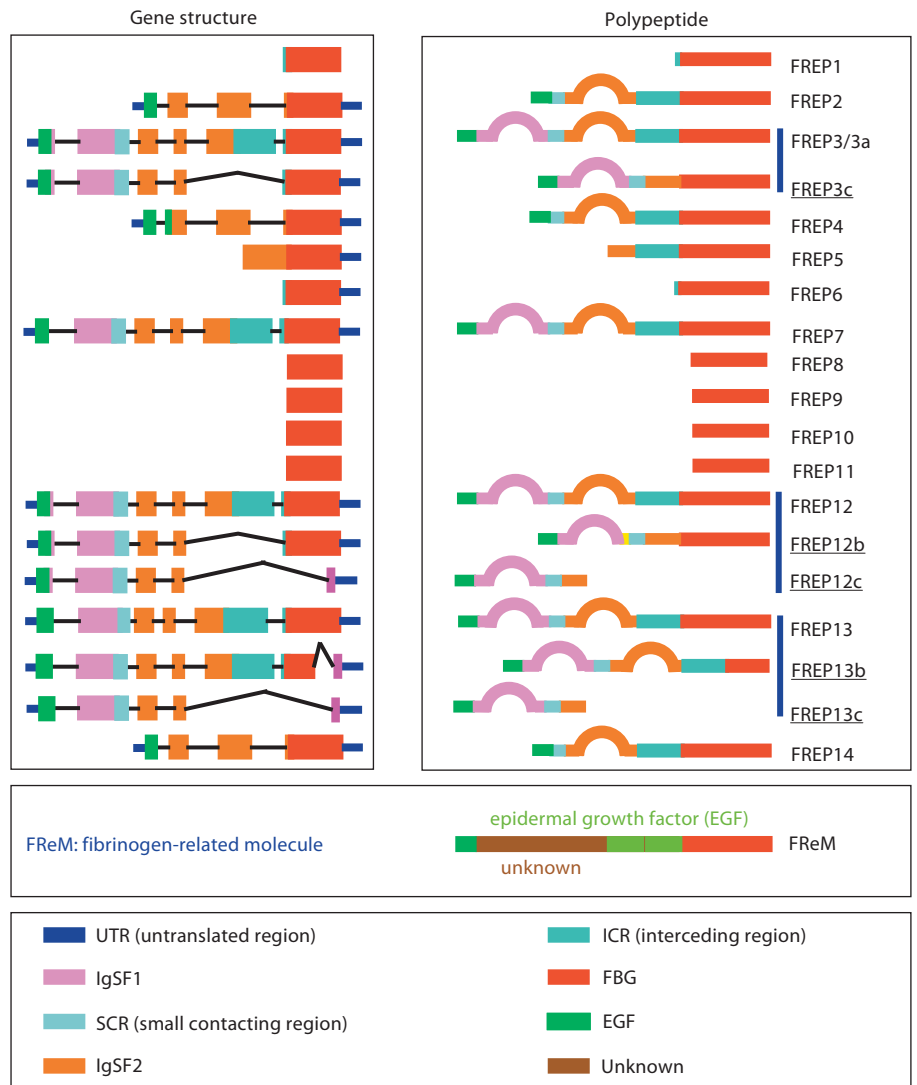 Gene structure
Polypeptide
FREP1
FREP2
FREP3/3a
FREP3c
FREP4
FREP5
FREP6
FREP7
FREP8
FREP9
FREP10
FREP11
FREP12
FREP12b
FREP12c
FREP13
FREP13b
FREP13c
FREP14
epidermal growth factor (EGF)
FReM: fibrinogen-related molecule
FReM
unknown
UTR (untranslated region)
IgSF1
SCR (small contacting region)
IgSF2
ICR (interceding region)
FBG
EGF
Unknown